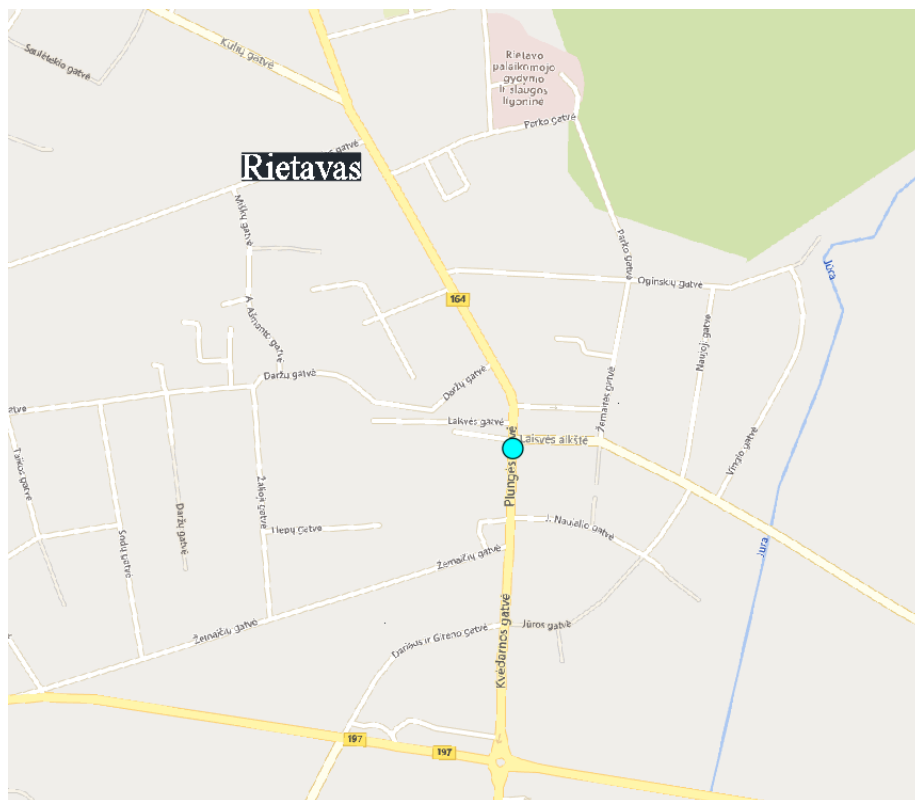 Kulių gatvė
Saulėtekio gatvė
Rietavo
palaikomojo
gydymo
ir slaugos
ligoninė
Parko gatvė
Rietavas
Miškų gatvė
Parko gatvė
Jūra
Oginskių gatvė
164
A. Ašmantų gatvė
Naujoji gatvė
Daržų gatvė
Daržų gatvė
Žemaitės gatvė
Laisvės gatvė
Laisvės aikštė
Vingio gatvė
Taikos gatvė
Plungės
Žalioji gatvė
Daržų gatvė
Liepų gatvė
J. Naujalio gatvė
Sodų gatvė
Jūra
Žemaičių gatvė
Žemaičių gatvė
Jūros gatvė
Dariaus ir Girėno gatvė
Kvėdarnos gatvė
197
197